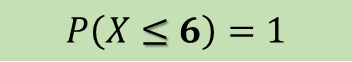 P(X ≤ 6) = 1